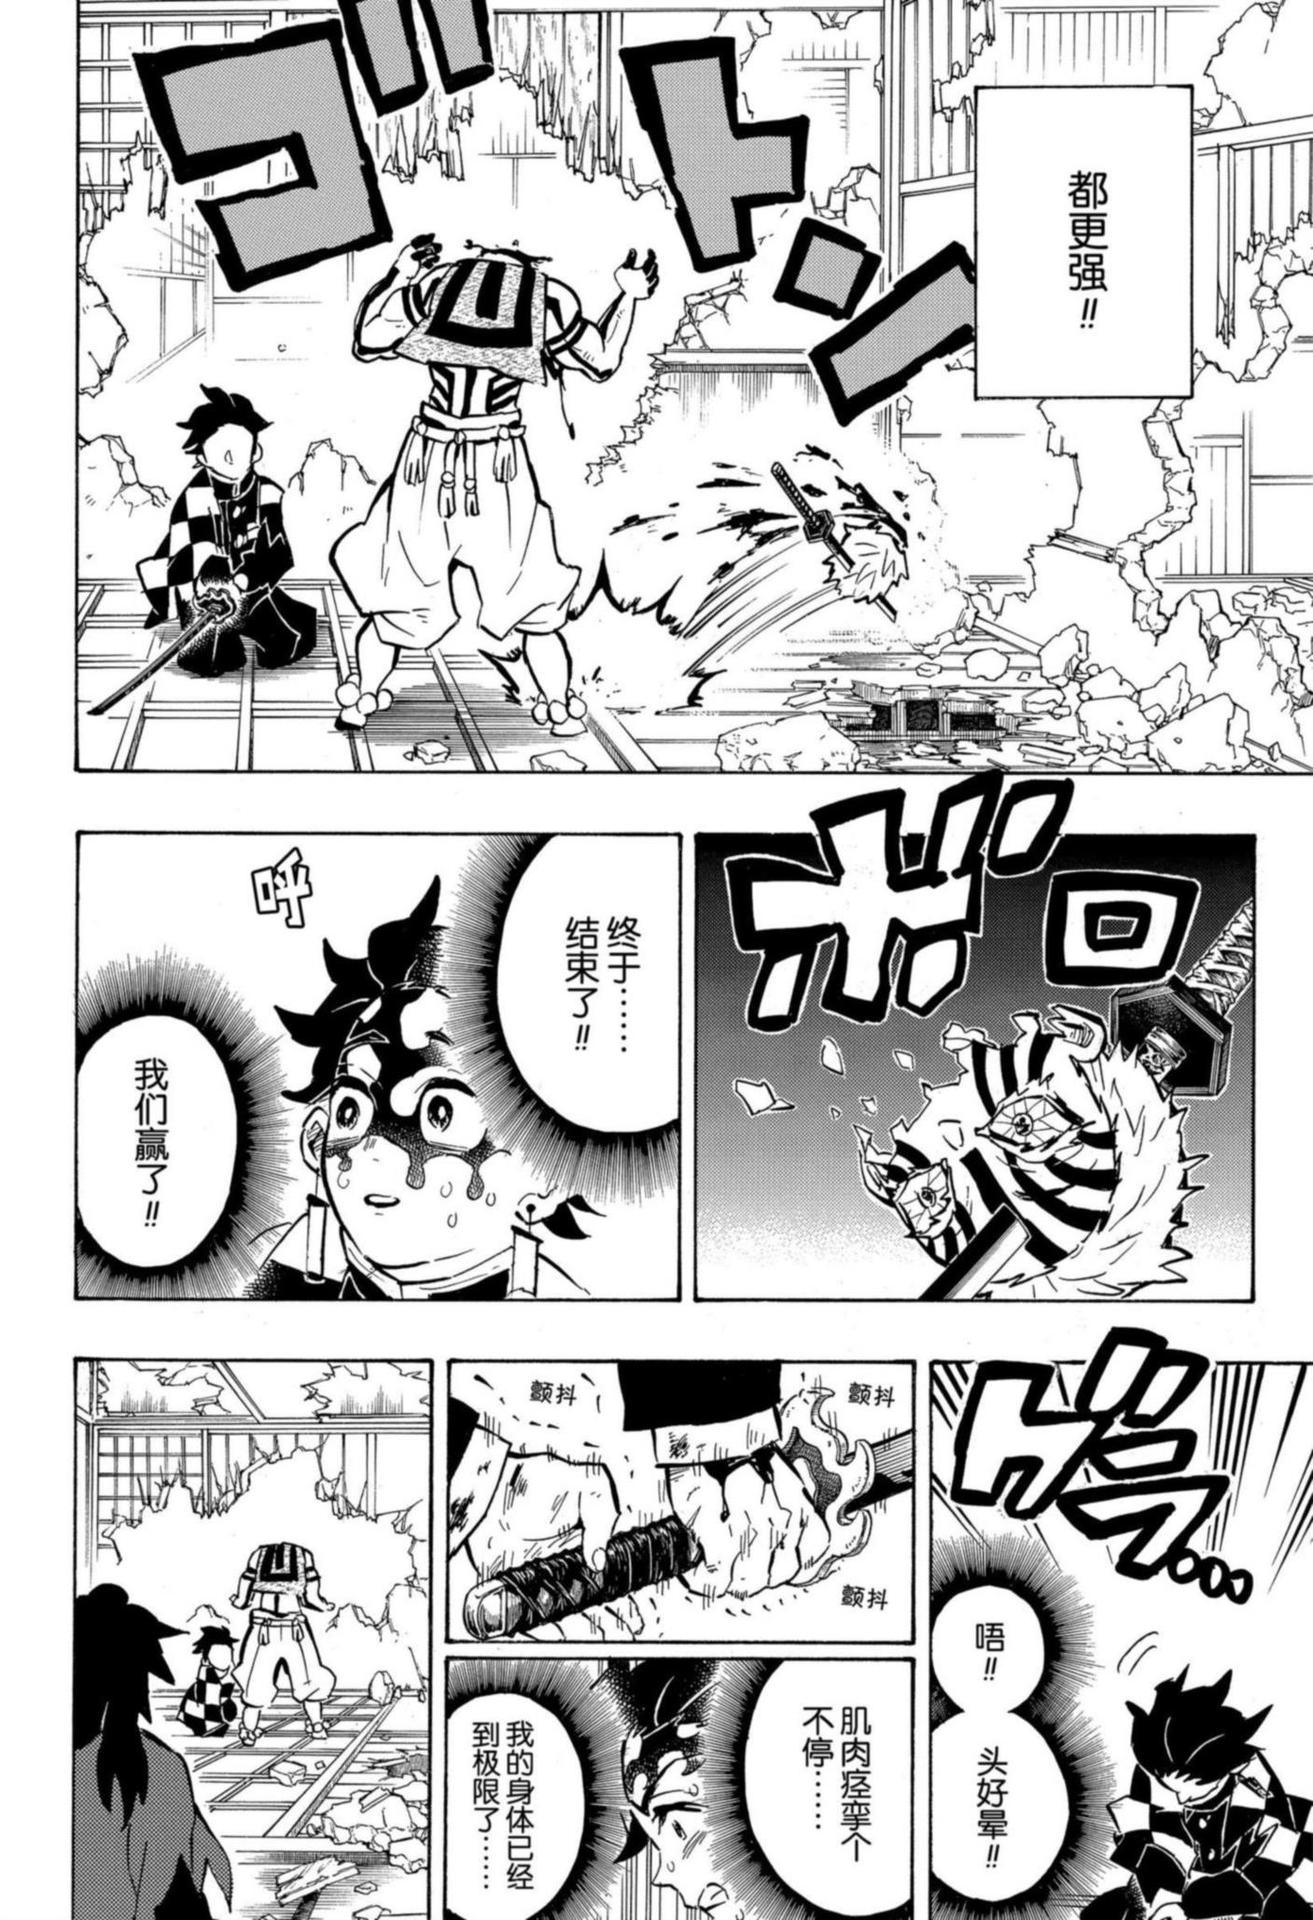 都更强!!
ゴトン
ボロ
终于……
结束了!!
呼
我们赢了!!
唔!!
头好晕!!
颤抖
颤抖
颤抖
肌肉痉挛个
不停……
我的身体已经
到极限了……